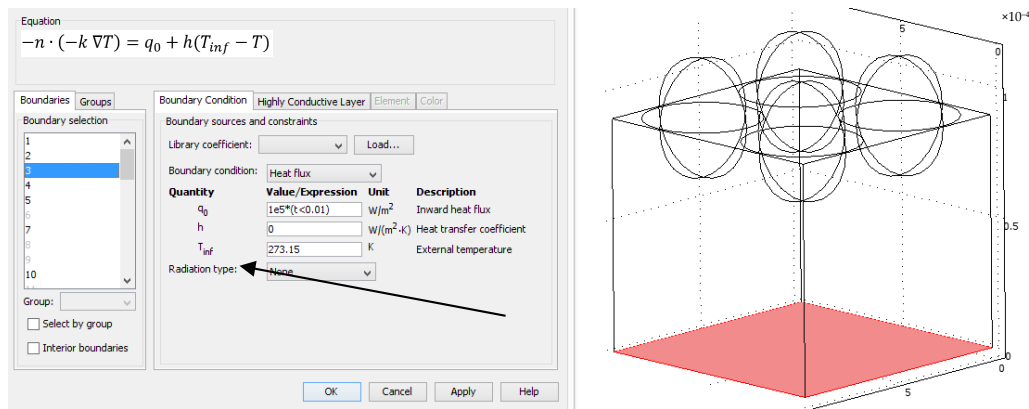 Equation
−n · (−k ∇T) = q₀ + h(T_inf − T)
Boundaries Groups
Boundary selection
1
2
3
4
5
6
7
8
9
10
Group:
Select by group
Interior boundaries
Boundary Condition Highly Conductive Layer Element Color
Boundary sources and constraints
Library coefficient: Load...
Boundary condition: Heat flux
Quantity Value/Expression Unit Description
q₀ 1e5*(t<0.01) W/m² Inward heat flux
h 0 W/(m²·K) Heat transfer coefficient
T_inf 273.15 K External temperature
Radiation type: None
OK Cancel Apply Help
×10⁻⁴
5
0
1
0.5
0
0
5